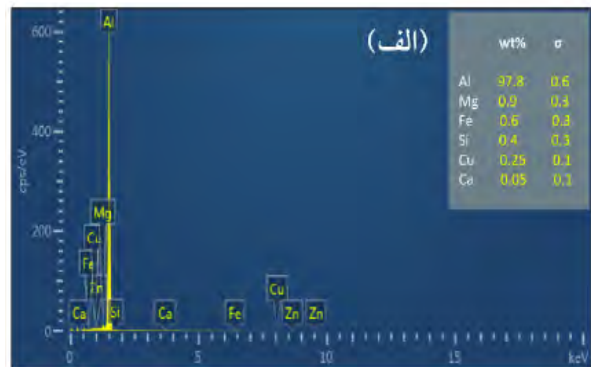 (الف)
wt% σ
Al 97.8 0.6
Mg 0.9 0.3
Fe 0.6 0.3
Si 0.4 0.3
Cu 0.25 0.1
Ca 0.05 0.1
600
400
200
0
cps/eV
Al
Mg
Cu
Fe
Zn
Ca
Si
Ca
Fe
Cu
Zn
Zn
0 5 10 15 keV